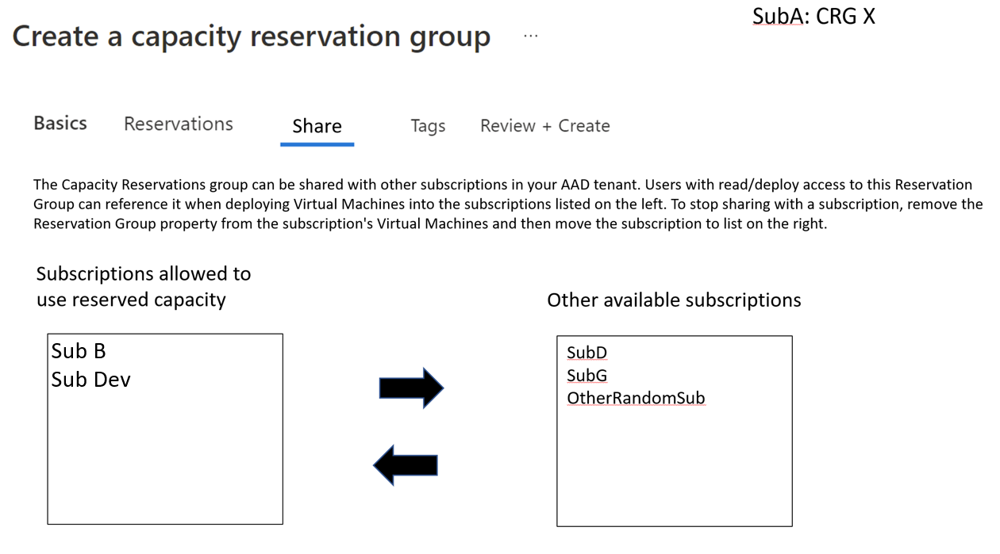 SubA: CRG X
Create a capacity reservation group ...
Basics Reservations Share Tags Review + Create
The Capacity Reservations group can be shared with other subscriptions in your AAD tenant. Users with read/deploy access to this Reservation
Group can reference it when deploying Virtual Machines into the subscriptions listed on the left. To stop sharing with a subscription, remove the
Reservation Group property from the subscription's Virtual Machines and then move the subscription to list on the right.
Subscriptions allowed to
use reserved capacity
Sub B
Sub Dev
Other available subscriptions
SubD
SubG
OtherRandomSub